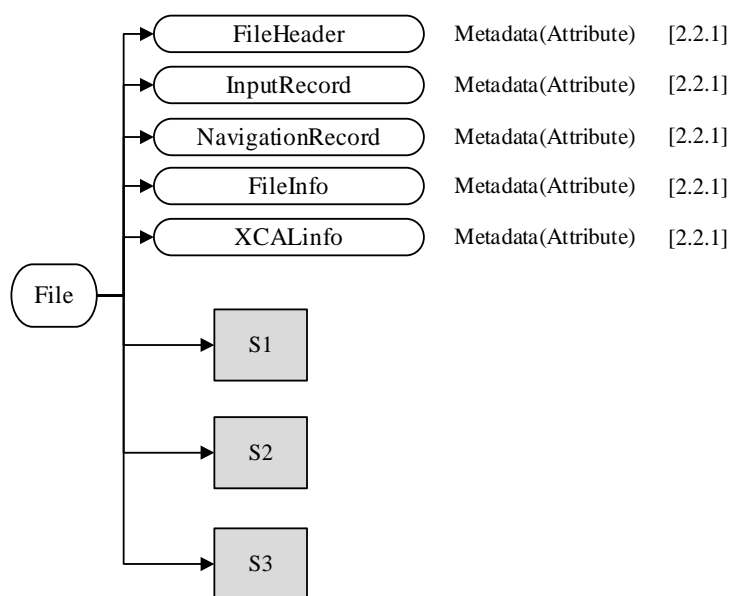 FileHeader Metadata(Attribute) [2.2.1]
InputRecord Metadata(Attribute) [2.2.1]
NavigationRecord Metadata(Attribute) [2.2.1]
FileInfo Metadata(Attribute) [2.2.1]
XCALinfo Metadata(Attribute) [2.2.1]
File
S1
S2
S3